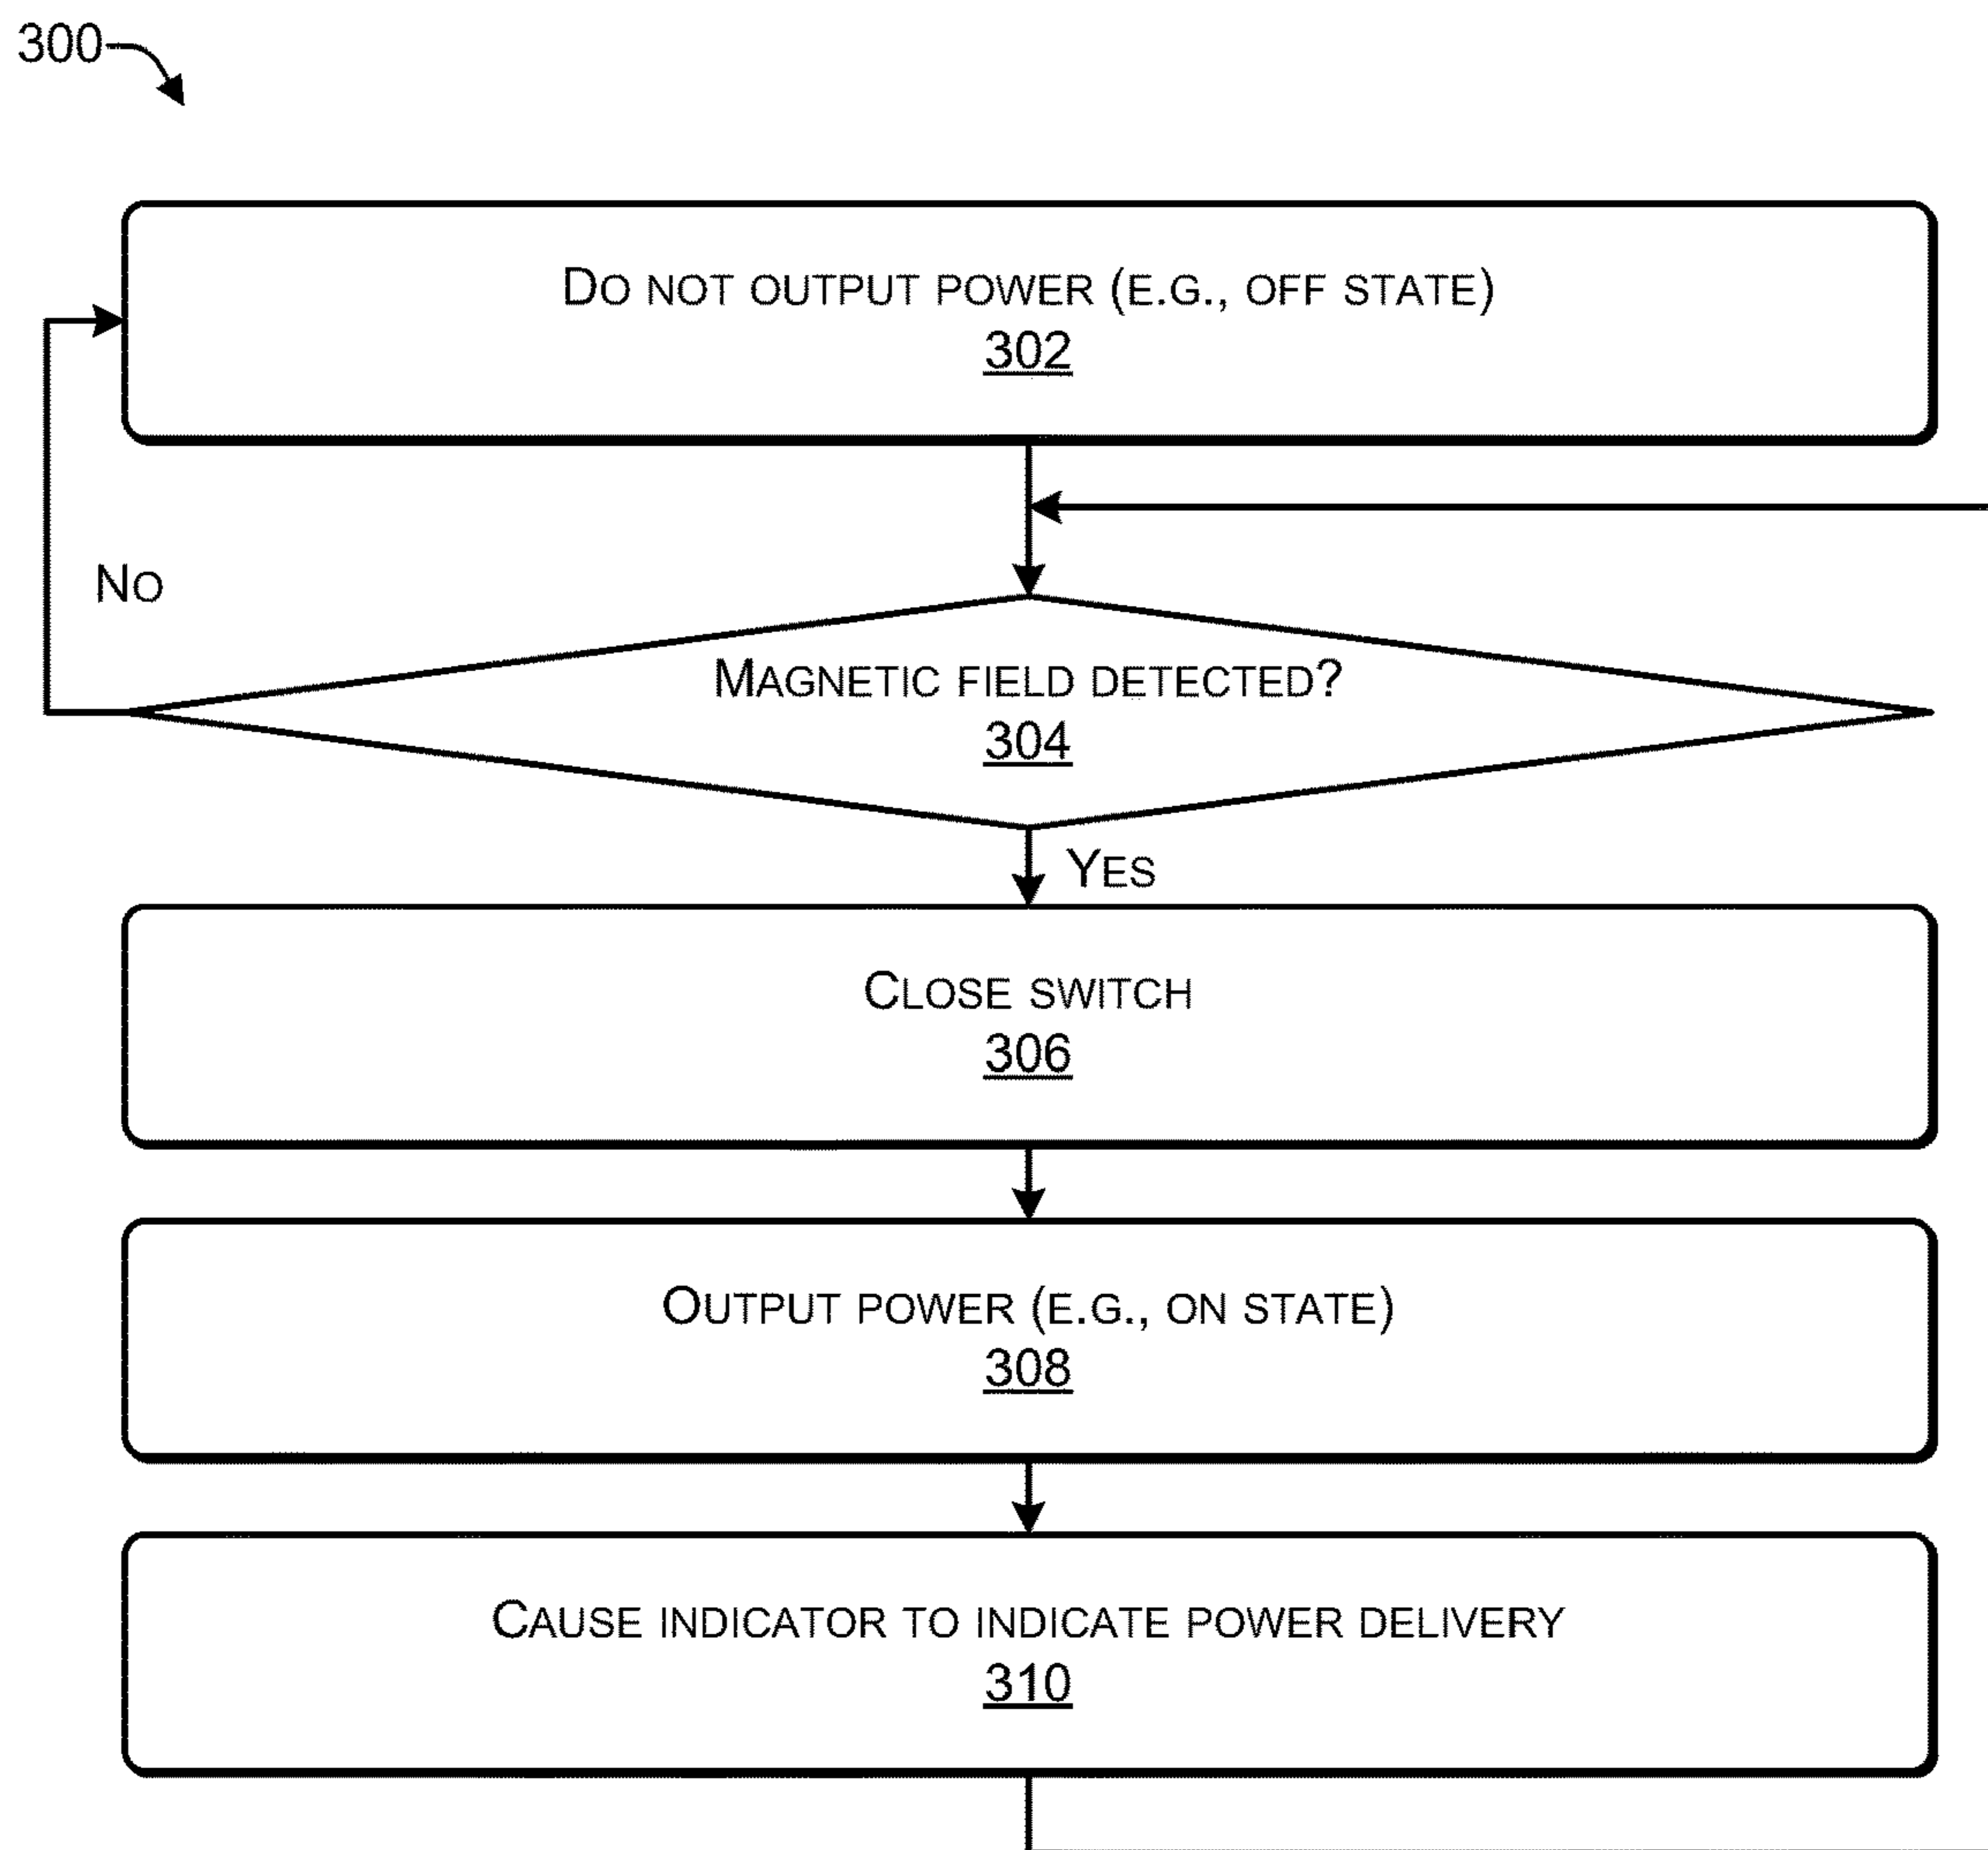 300
DO NOT OUTPUT POWER (E.G., OFF STATE)
302
NO
MAGNETIC FIELD DETECTED?
304
YES
CLOSE SWITCH
306
OUTPUT POWER (E.G., ON STATE)
308
CAUSE INDICATOR TO INDICATE POWER DELIVERY
310